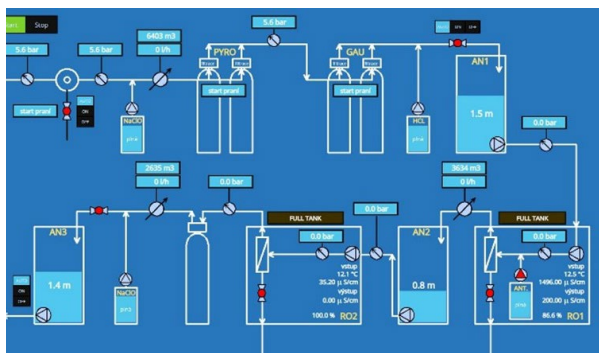 Stop
5.6 bar
5.6 bar
6403 m3
0 l/h
5.6 bar
PYRO
GAU
AN1
1.5 m
start praní
NaClO
start praní
start praní
HCL
0.0 bar
2635 m3
0 l/h
0.0 bar
3634 m3
0 l/h
FULL TANK
FULL TANK
AN3
1.4 m
NaClO
0.0 bar
0.0 bar
AN2
0.8 m
0.0 bar
vstup
12.1 °C
35.20 µ S/cm
výstup
0.00 µ S/cm
100.0 % RO2
ANT.
vstup
12.5 °C
1496.00 µ S/cm
výstup
200.00 µ S/cm
86.6 % RO1